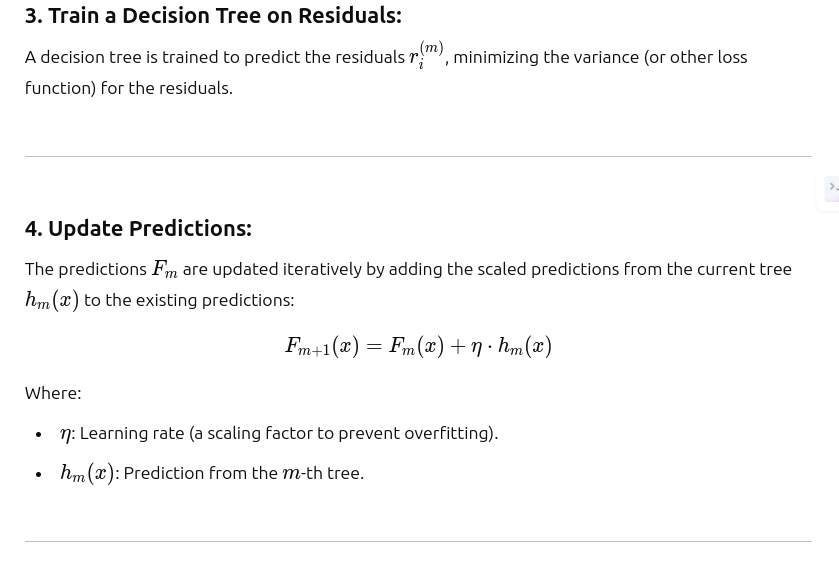 3. Train a Decision Tree on Residuals:
A decision tree is trained to predict the residuals $r_i^{(m)}$, minimizing the variance (or other loss
function) for the residuals.
4. Update Predictions:
The predictions $F_m$ are updated iteratively by adding the scaled predictions from the current tree
$h_m(x)$ to the existing predictions:
$F_{m+1}(x) = F_m(x) + \eta \cdot h_m(x)$
Where:
• $\eta$: Learning rate (a scaling factor to prevent overfitting).
• $h_m(x)$: Prediction from the $m$-th tree.